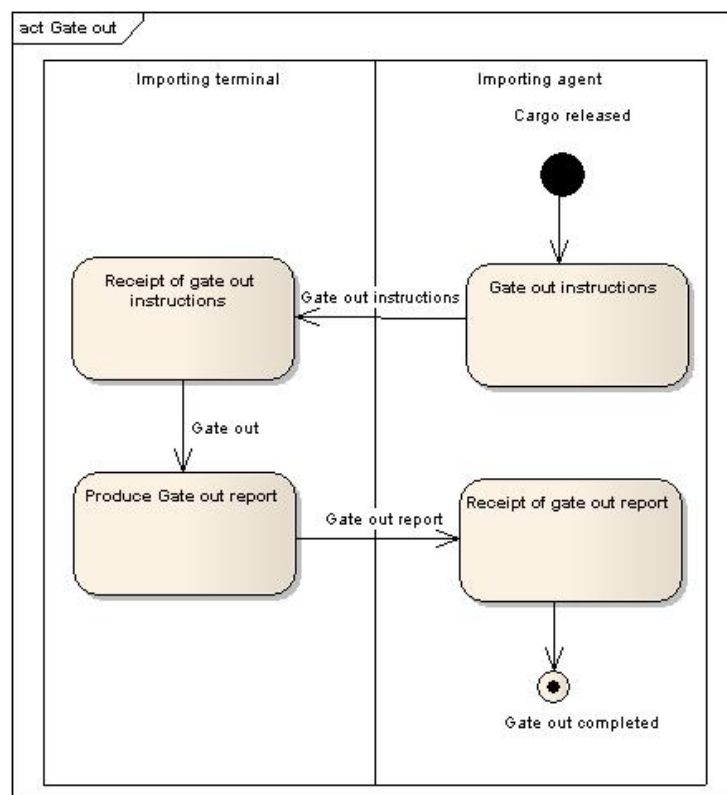 act Gate out
Importing terminal
Importing agent
Cargo released
Receipt of gate out
instructions
Gate out instructions
Gate out instructions
Gate out
Produce Gate out report
Gate out report
Receipt of gate out report
Gate out completed